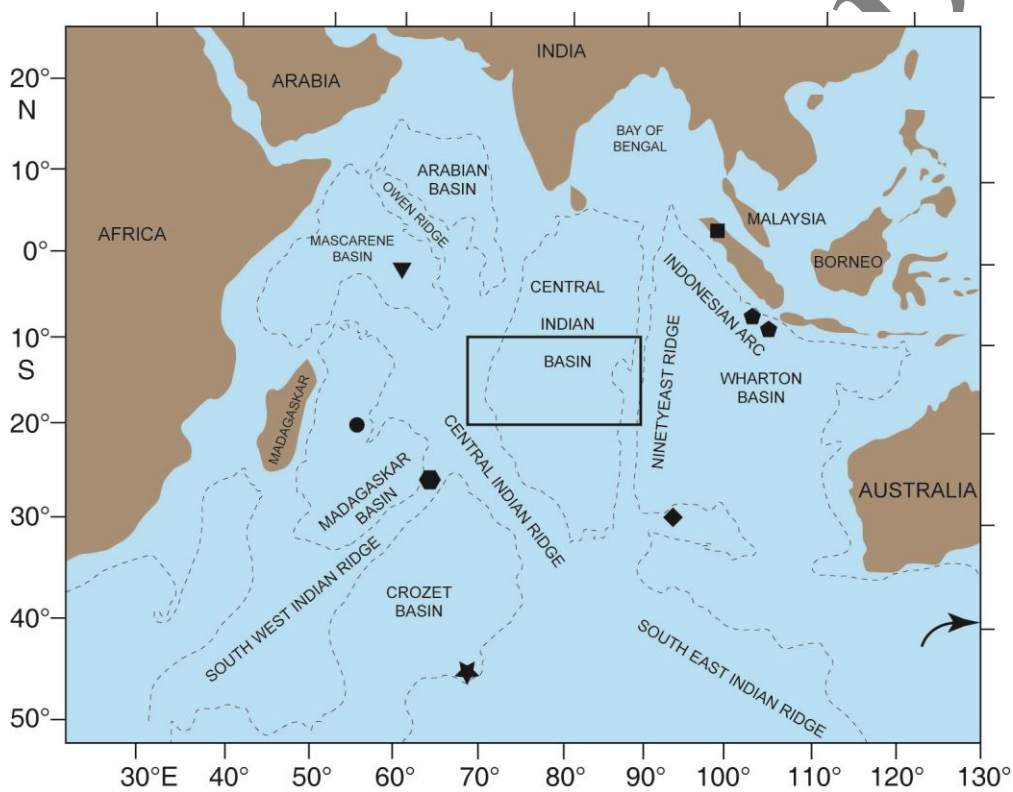 INDIA
20°
N
ARABIA
BAY OF
BENGAL
10°
ARABIAN
BASIN
OWEN RIDGE
MALAYSIA
AFRICA
0°
MASCARENE
BASIN
BORNEO
CENTRAL
INDIAN
BASIN
INDONESIAN ARC
10°
S
NINETYEAST RIDGE
WHARTON
BASIN
MADAGASKAR
20°
CENTRAL INDIAN RIDGE
MADAGASKAR
BASIN
AUSTRALIA
30°
SOUTH WEST INDIAN RIDGE
CROZET
BASIN
40°
SOUTH EAST INDIAN RIDGE
50°
30°E 40° 50° 60° 70° 80° 90° 100° 110° 120° 130°